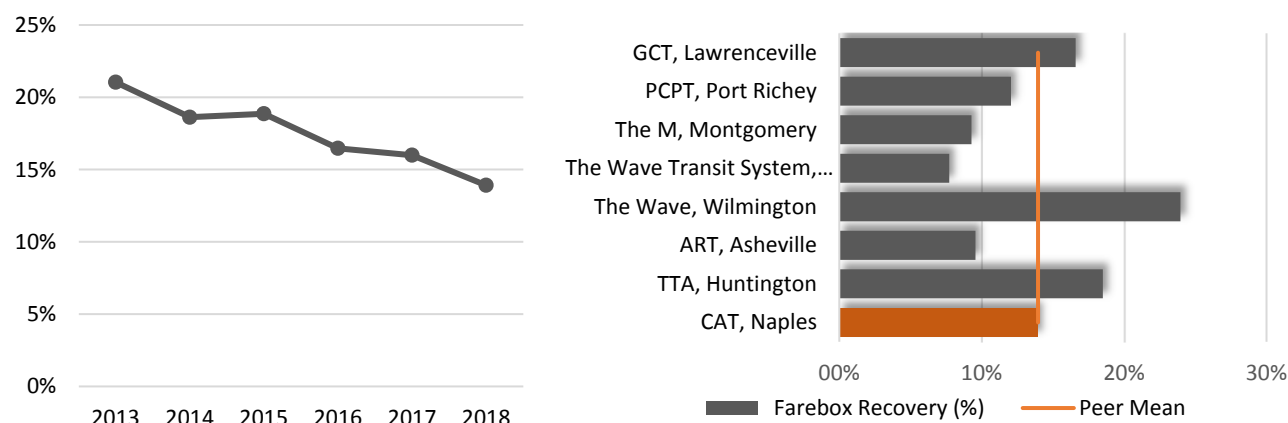 25%
20%
15%
10%
5%
0%
2013 2014 2015 2016 2017 2018
GCT, Lawrenceville
PCPT, Port Richey
The M, Montgomery
The Wave Transit System,...
The Wave, Wilmington
ART, Asheville
TTA, Huntington
CAT, Naples
00% 10% 20% 30%
Farebox Recovery (%) Peer Mean